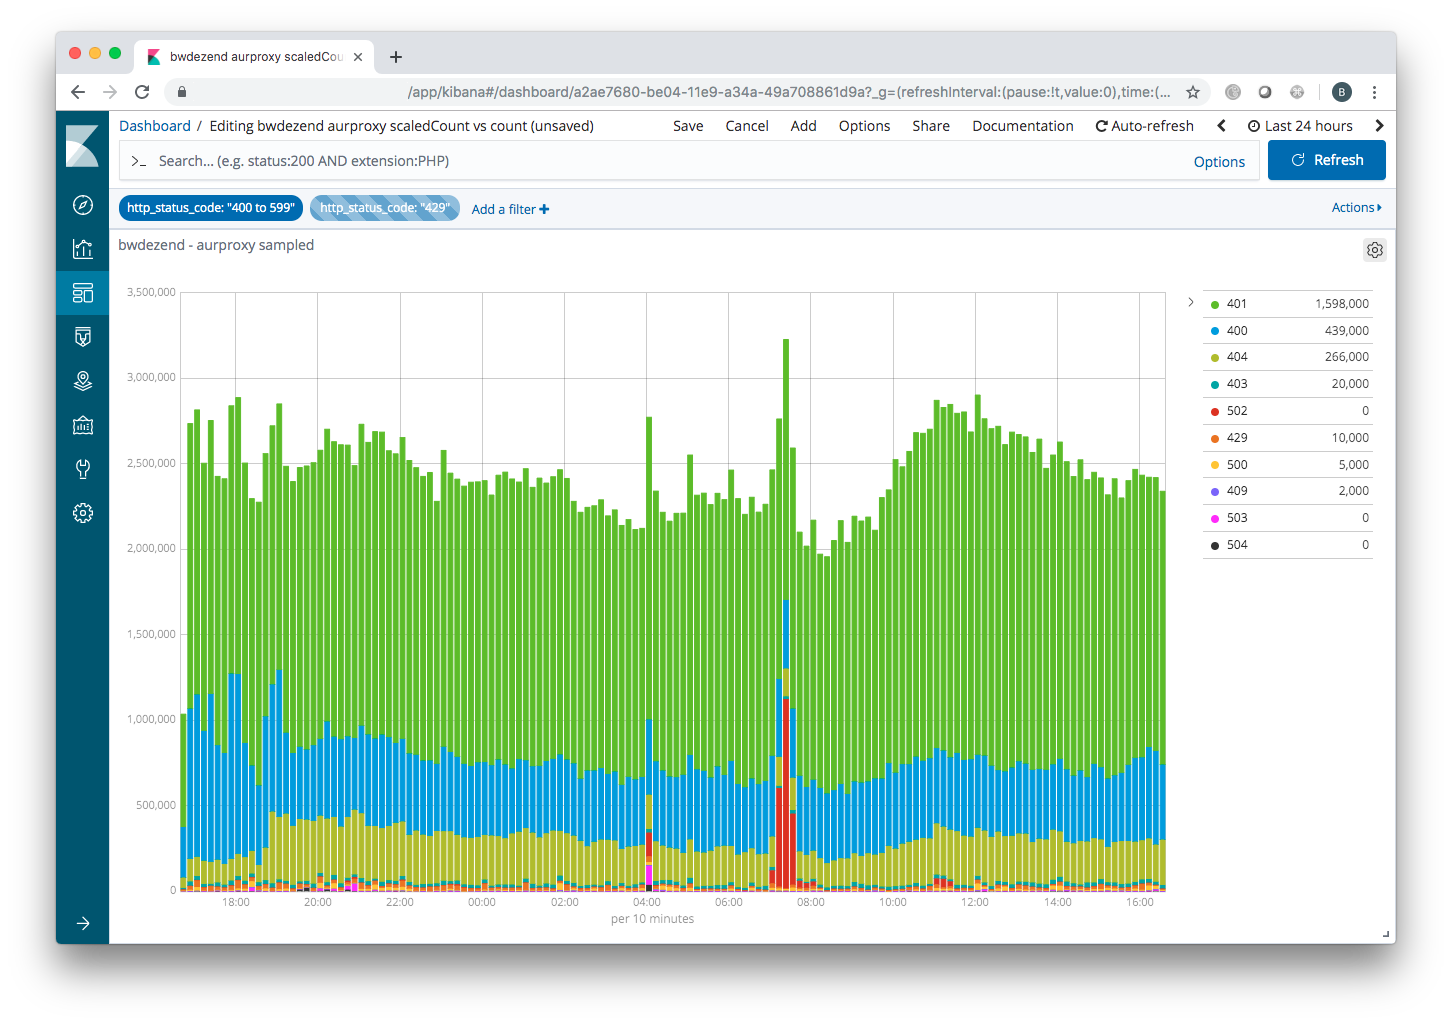 bwdezend aurproxy scaledCou
/app/kibana#/dashboard/a2ae7680-be04-11e9-a34a-49a708861d9a?_g=(refreshInterval:(pause:!t,value:0),time:(...
B
Dashboard / Editing bwdezend aurproxy scaledCount vs count (unsaved)
Save Cancel Add Options Share Documentation Auto-refresh Last 24 hours
>_ Search... (e.g. status:200 AND extension:PHP)
Options
Refresh
http_status_code: "400 to 599" http_status_code: "429" Add a filter +
Actions
bwdezend - aurproxy sampled
3,500,000
3,000,000
2,500,000
2,000,000
1,500,000
1,000,000
500,000
0
18:00 20:00 22:00 00:00 02:00 04:00 06:00 08:00 10:00 12:00 14:00 16:00
per 10 minutes
401 1,598,000
400 439,000
404 266,000
403 20,000
502 0
429 10,000
500 5,000
409 2,000
503 0
504 0